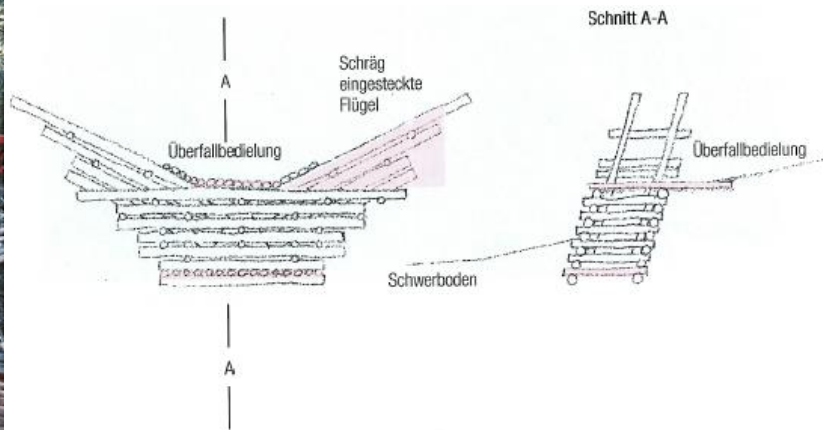 Schnitt A-A
A
Schräg
eingesteckte
Flügel
Überfallbedielung
Überfallbedielung
Schwerboden
A